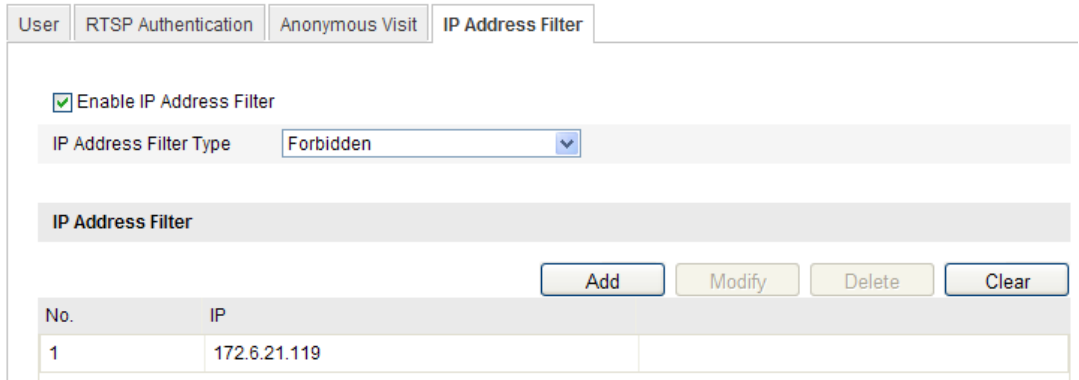 User RTSP Authentication Anonymous Visit IP Address Filter
Enable IP Address Filter
IP Address Filter Type Forbidden
IP Address Filter
Add Modify Delete Clear
No. IP
1 172.6.21.119